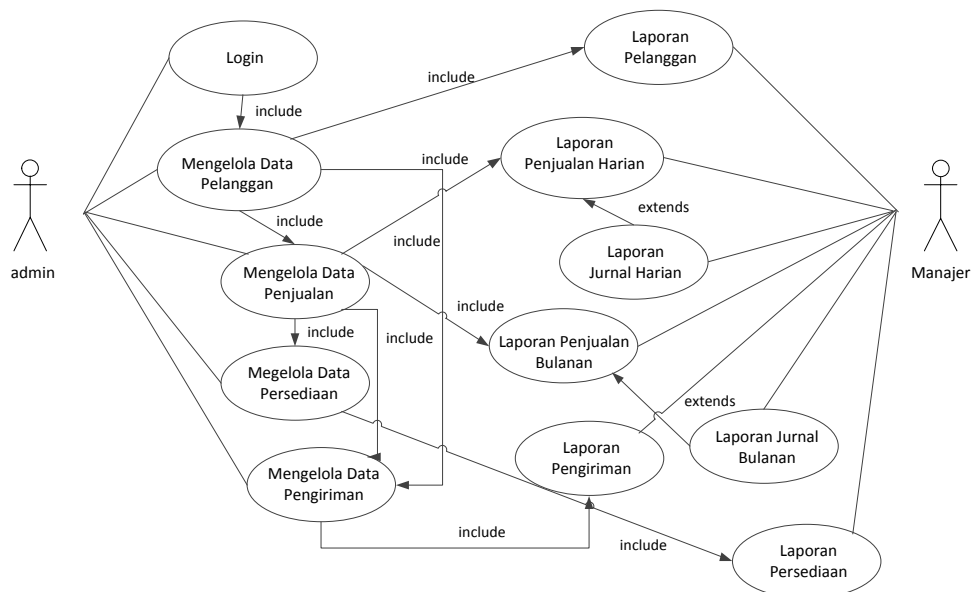 Login
Laporan
Pelanggan
include
include
Mengelola Data
Pelanggan
include
Laporan
Penjualan Harian
include
include
extends
admin
Mengelola Data
Penjualan
Laporan
Jurnal Harian
Manajer
include
include
include
Laporan Penjualan
Bulanan
Megelola Data
Persediaan
extends
Laporan
Pengiriman
Laporan Jurnal
Bulanan
Mengelola Data
Pengiriman
include
include
Laporan
Persediaan